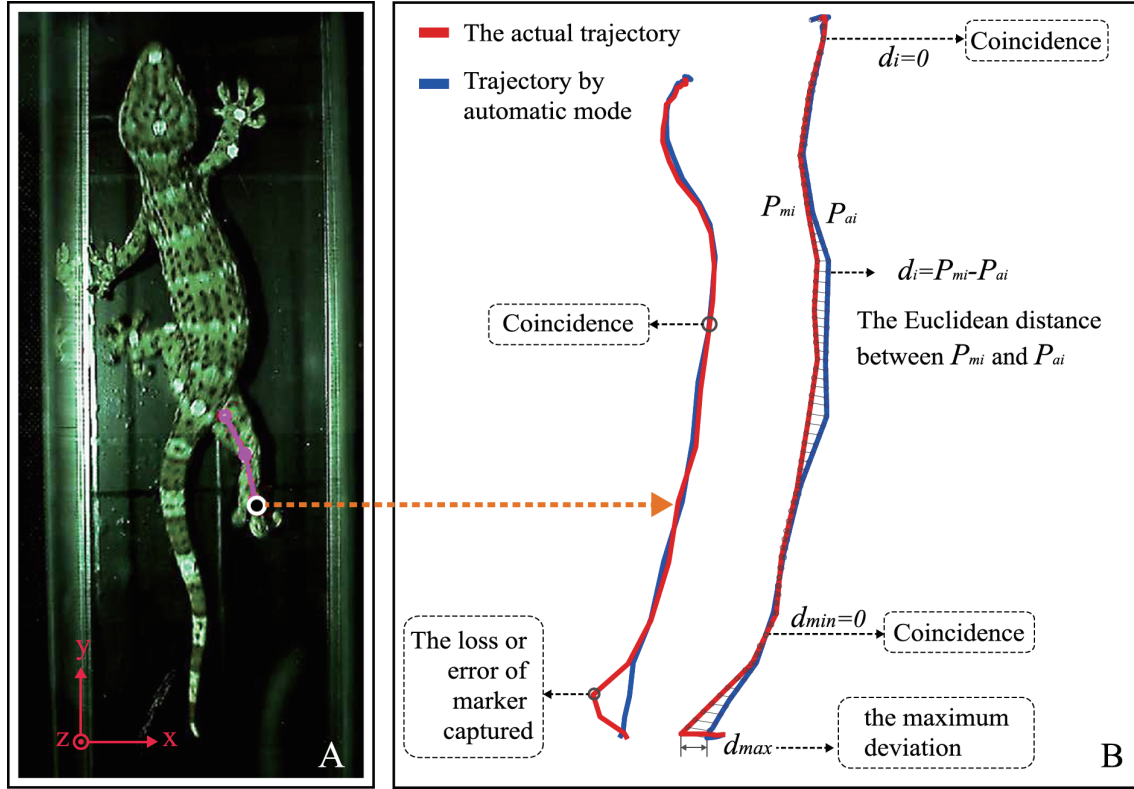 y
z
x
A
The actual trajectory
Trajectory by
automatic mode
dᵢ=0
Coincidence
Pmi
Pai
dᵢ=Pmi-Pai
The Euclidean distance
between Pmi and Pai
Coincidence
dmin=0
Coincidence
The loss or
error of
marker
captured
dmax
the maximum
deviation
B